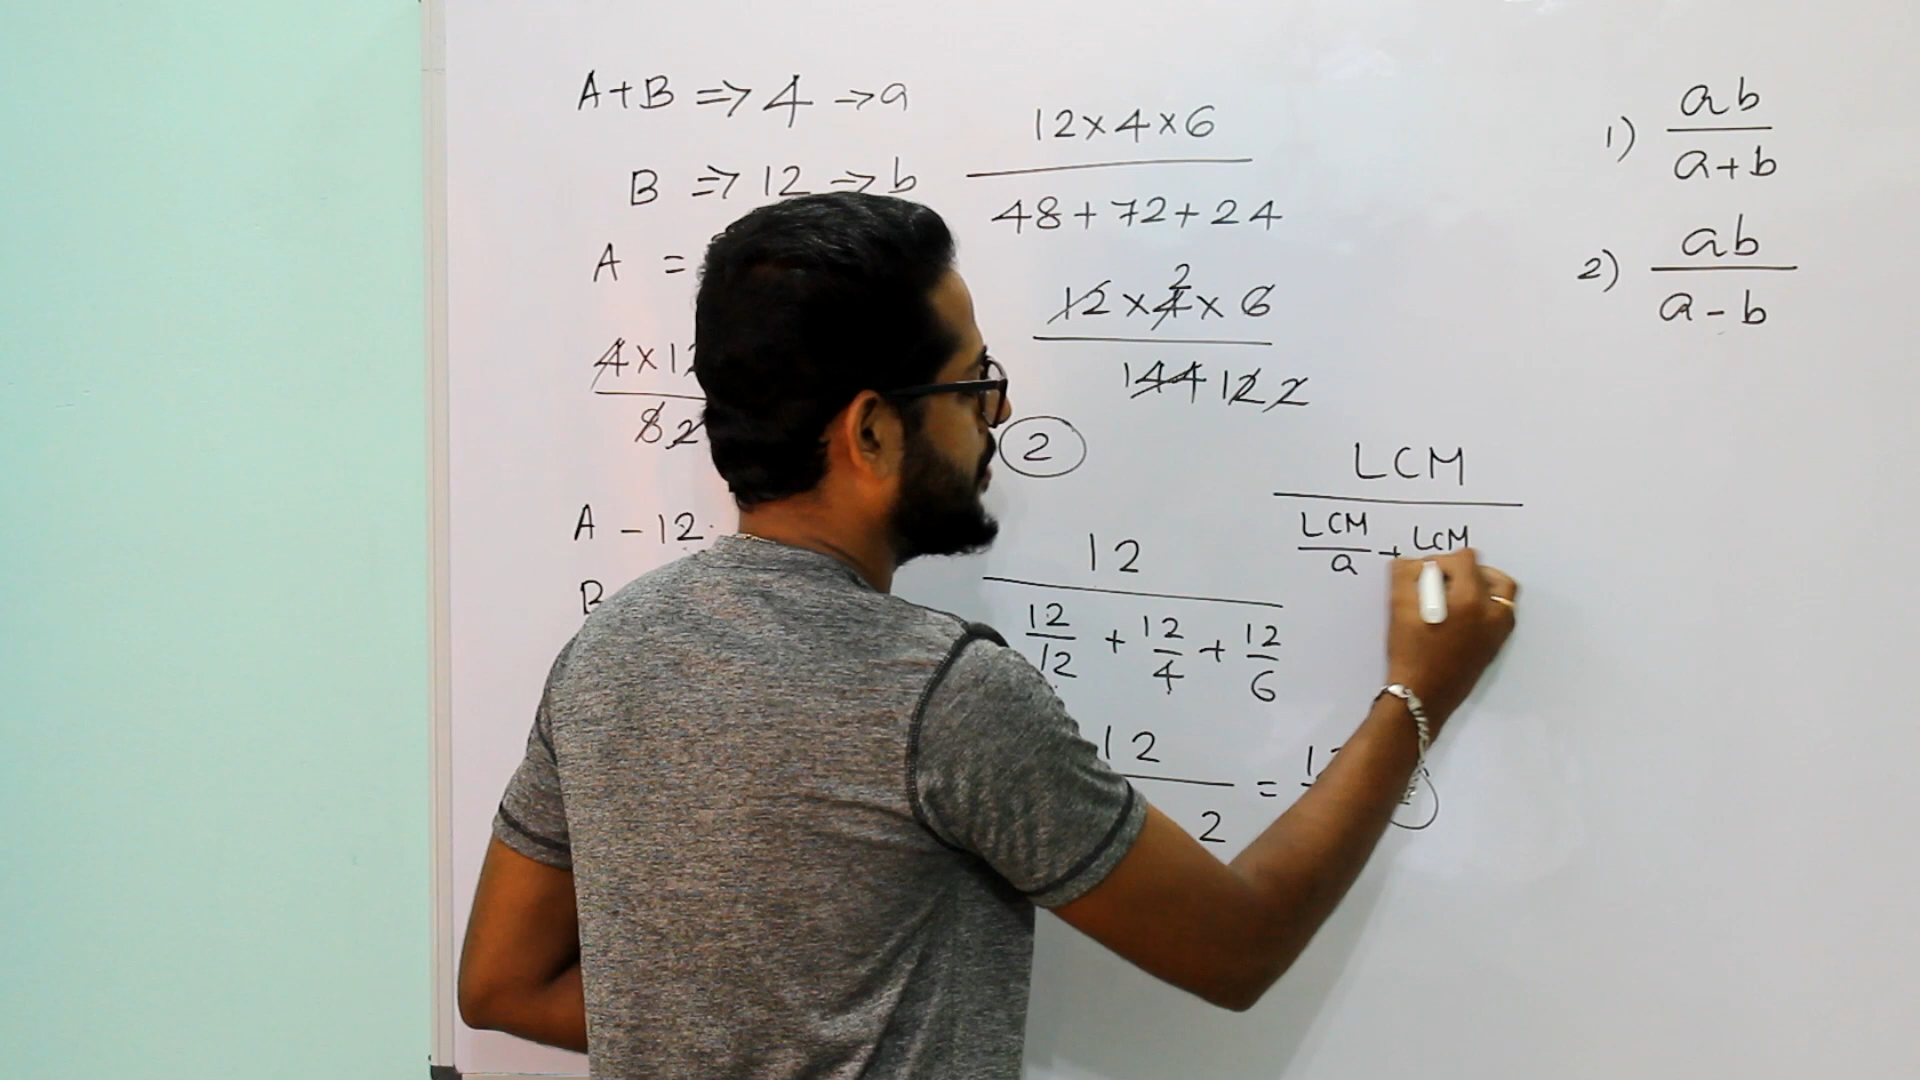 A+B => 4 -> a
B => 12 -> b
A =
4×12
82
A - 12
B
12×4×6
48+72+24
2
12×4×6
144 12 2
2
12
12/12 + 12/4 + 12/6
12
2
=
1) ab
a+b
2) ab
a-b
LCM
LCM/a + LCM